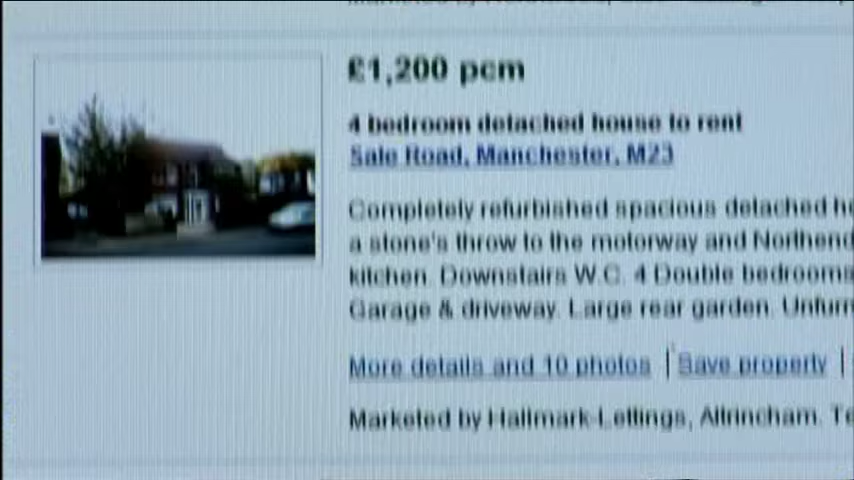 £1,200 pcm
4 bedroom detached house to rent
Sale Road, Manchester, M23
Completely refurbished spacious detached
a stone's throw to the motorway and Northend
kitchen. Downstairs W.C. 4 Double bedrooms
Garage & driveway. Large rear garden.
More details and 10 photos | Save property |
Marketed by Hallmark-Lettings, Altrincham.